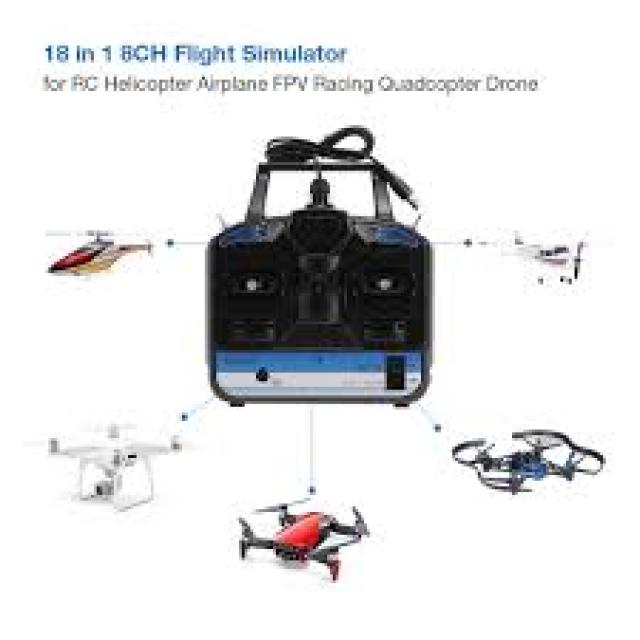 18 in 1 8CH Flight Simulator
for RC Helicopter Airplane FPV Racing Quadcopter Drone